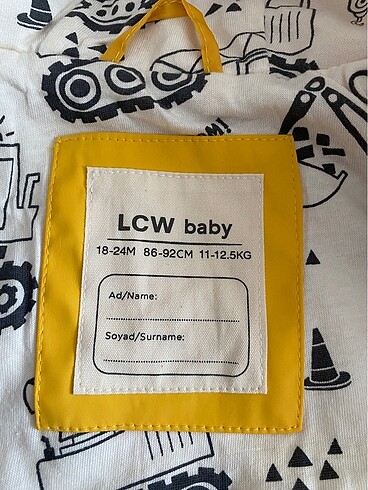 LCW baby
18-24M 86-92CM 11-12.5KG
Ad/Name:
Soyad/Surname: